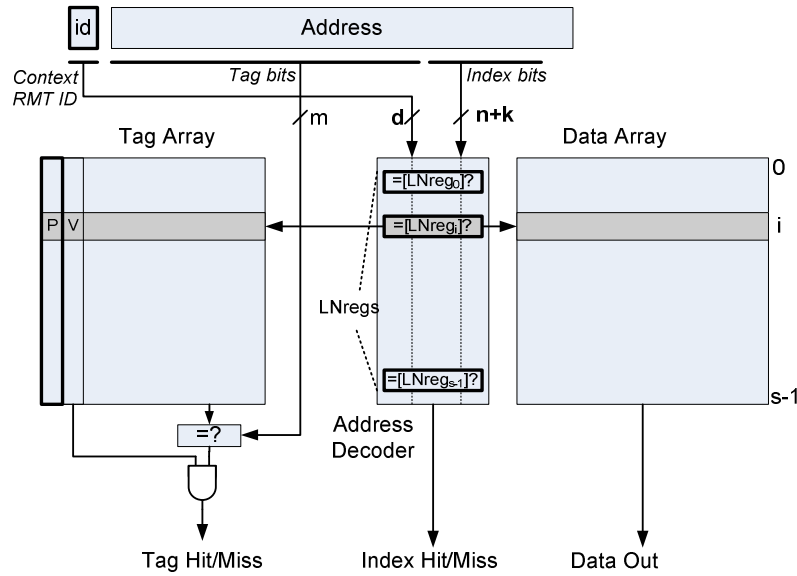 id Address
Context
RMT ID
Tag bits
Index bits
m
d
n+k
Tag Array
Data Array
0
=[LNreg0]?
P V
=[LNregi]?
i
LNregs
=[LNregs-1]?
s-1
=?
Address
Decoder
Tag Hit/Miss
Index Hit/Miss
Data Out